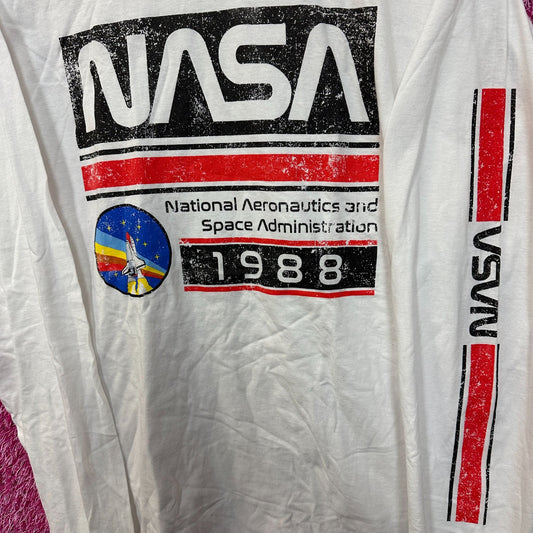 NASA
National Aeronautics and
Space Administration
1988
NASA